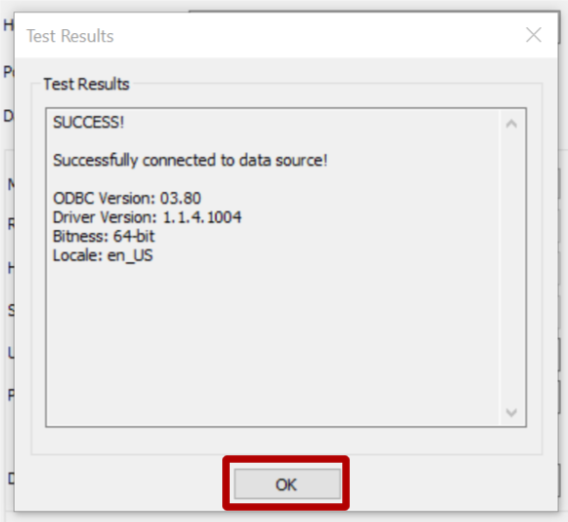 Test Results
Test Results
SUCCESS!
Successfully connected to data source!
ODBC Version: 03.80
Driver Version: 1.1.4.1004
Bitness: 64-bit
Locale: en_US
OK